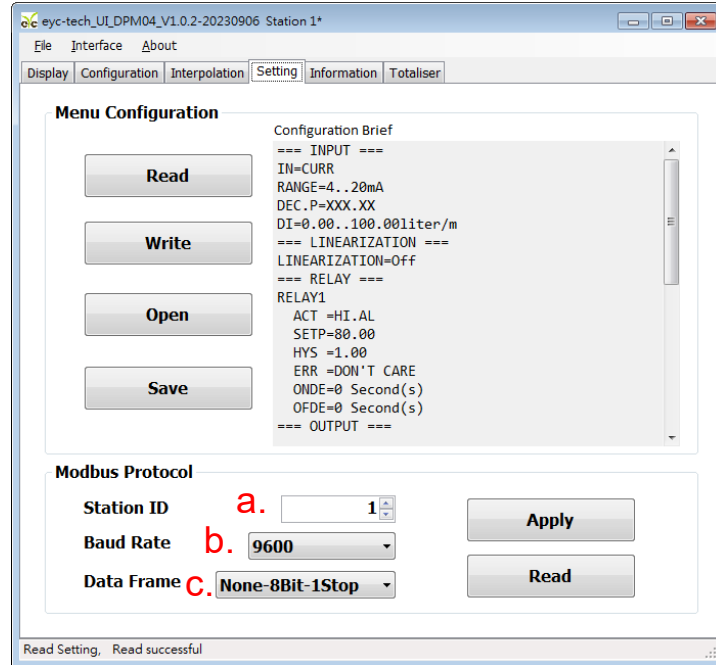 eyc-tech_UI_DPM04_V1.0.2-20230906 Station 1*
File Interface About
Display Configuration Interpolation Setting Information Totaliser
Menu Configuration
Configuration Brief
Read
Write
Open
Save
=== INPUT ===
IN=CURR
RANGE=4..20mA
DEC.P=XXX.XX
DI=0.00..100.00liter/m
=== LINEARIZATION ===
LINEARIZATION=Off
=== RELAY ===
RELAY1
ACT =HI.AL
SETP=80.00
HYS =1.00
ERR =DON'T CARE
ONDE=0 Second(s)
OFDE=0 Second(s)
=== OUTPUT ===
Modbus Protocol
Station ID a. 1
Baud Rate b. 9600
Data Frame c. None-8Bit-1Stop
Apply
Read
Read Setting, Read successful